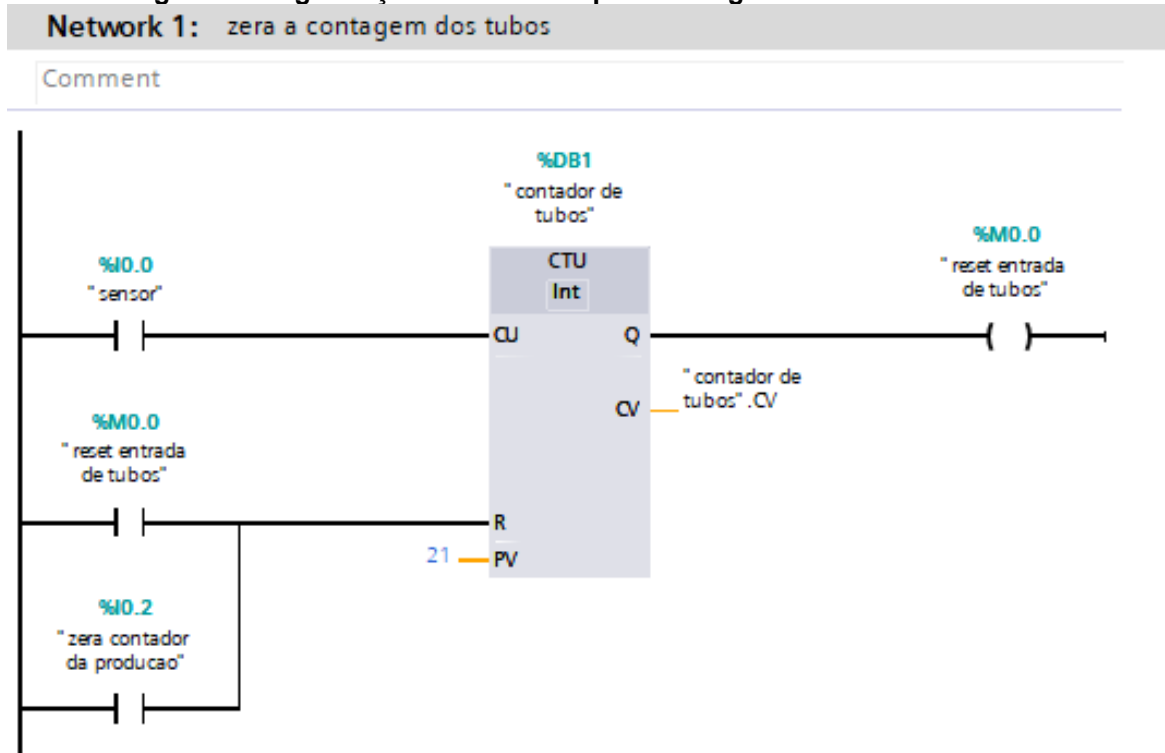 Network 1: zera a contagem dos tubos
Comment
%DB1
"contador de
tubos"
CTU
Int
%I0.0
"sensor"
CU
Q
%M0.0
"reset entrada
de tubos"
CV
"contador de
tubos".CV
%M0.0
"reset entrada
de tubos"
R
21
PV
%I0.2
"zera contador
da producao"